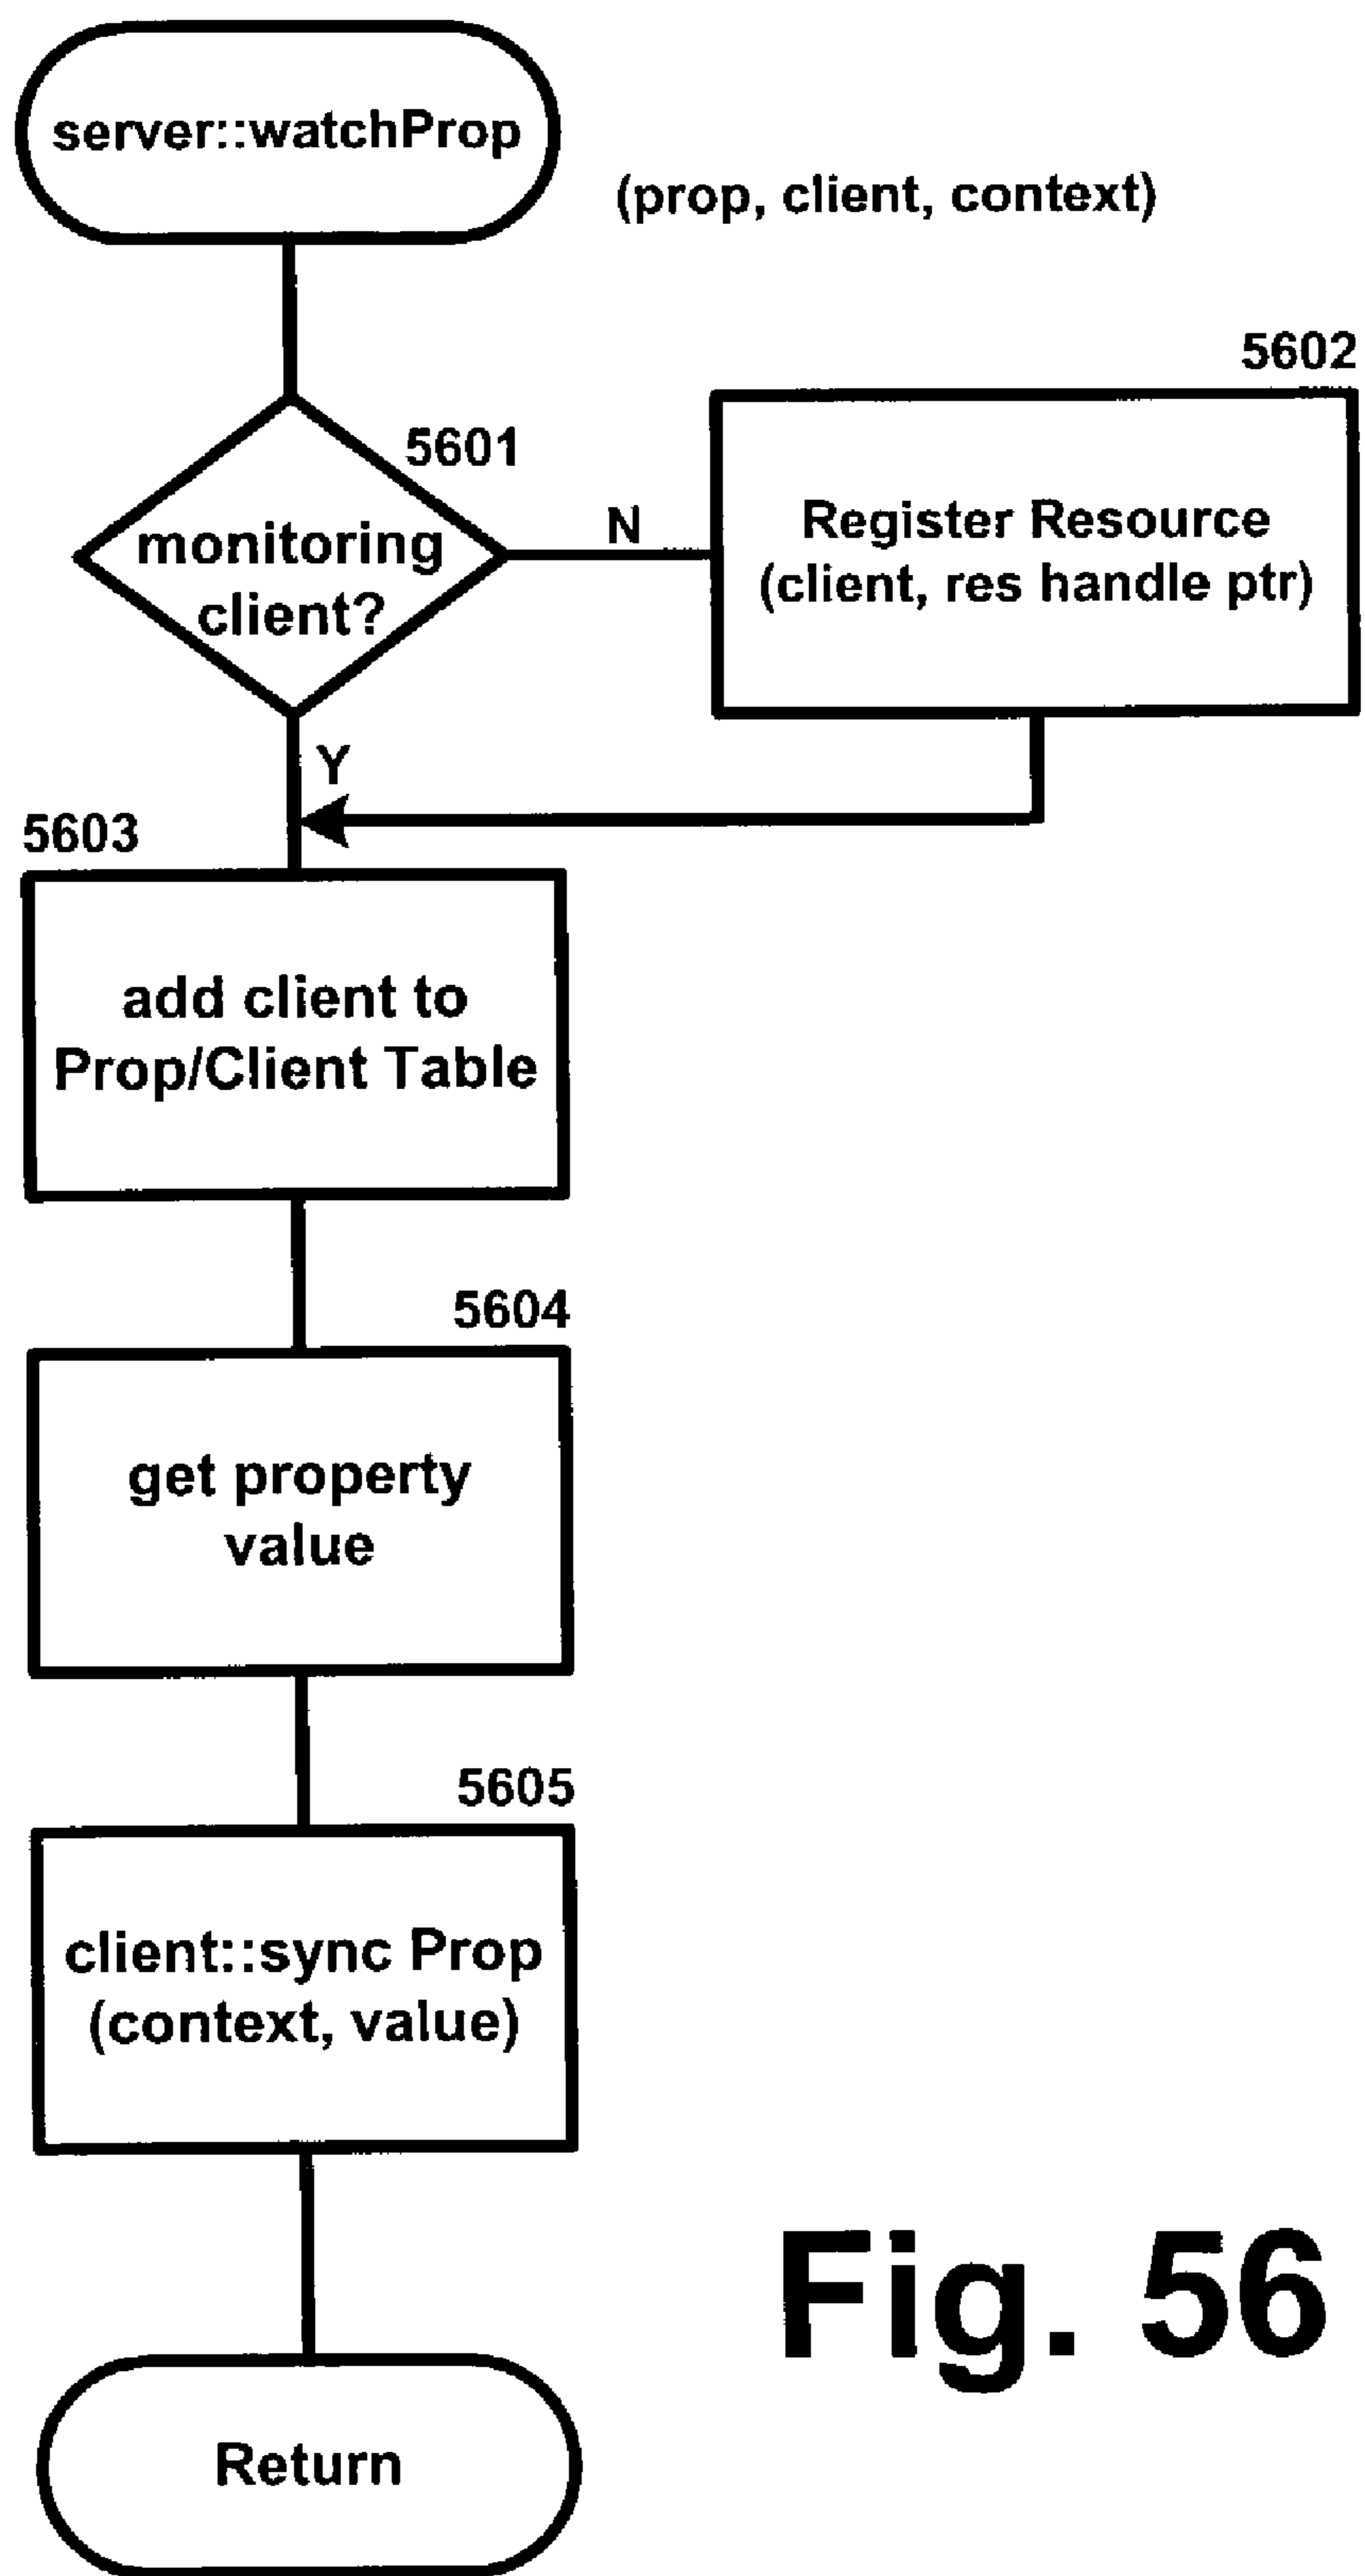 server::watchProp
(prop, client, context)
5602
5601
monitoring
client?
N
Register Resource
(client, res handle ptr)
Y
5603
add client to
Prop/Client Table
5604
get property
value
5605
client::sync Prop
(context, value)
Return
Fig. 56